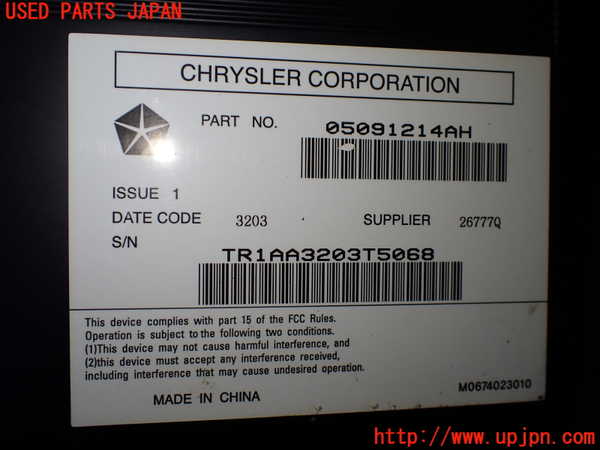 USED PARTS JAPAN
CHRYSLER CORPORATION
PART NO. 05091214AH
ISSUE 1
DATE CODE 3203 SUPPLIER 26777Q
S/N TR1AA3203T5068
This device complies with part 15 of the FCC Rules.
Operation is subject to the following two conditions.
(1)This device may not cause harmful interference, and
(2)this device must accept any interference received,
including interference that may cause undesired operation.
M0674023010
MADE IN CHINA
http://www.upjpn.com